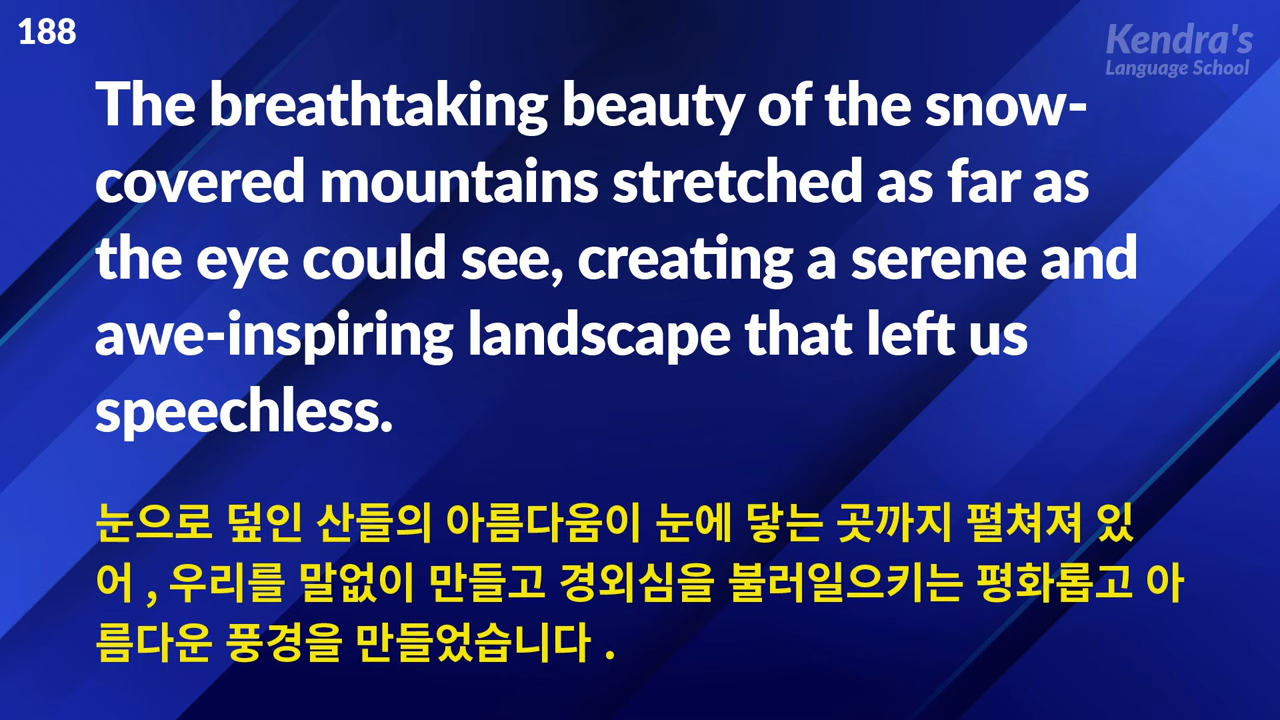 188
Kendra's
Language School
The breathtaking beauty of the snow-
covered mountains stretched as far as
the eye could see, creating a serene and
awe-inspiring landscape that left us
speechless.
눈으로 덮인 산들의 아름다움이 눈에 닿는 곳까지 펼쳐져 있
어 , 우리를 말없이 만들고 경외심을 불러일으키는 평화롭고 아
름다운 풍경을 만들었습니다 .